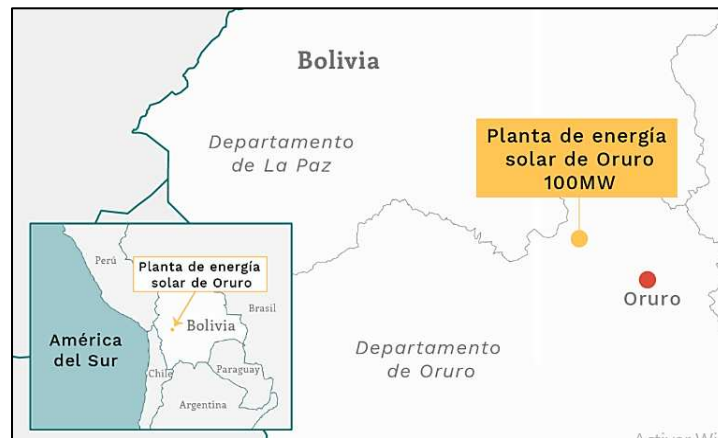 Bolivia
Departamento
de La Paz
Planta de energía
solar de Oruro
100MW
Oruro
Departamento
de Oruro
Perú
Planta de energía
solar de Oruro
Brasil
Bolivia
América
del Sur
Chile
Paraguay
Argentina